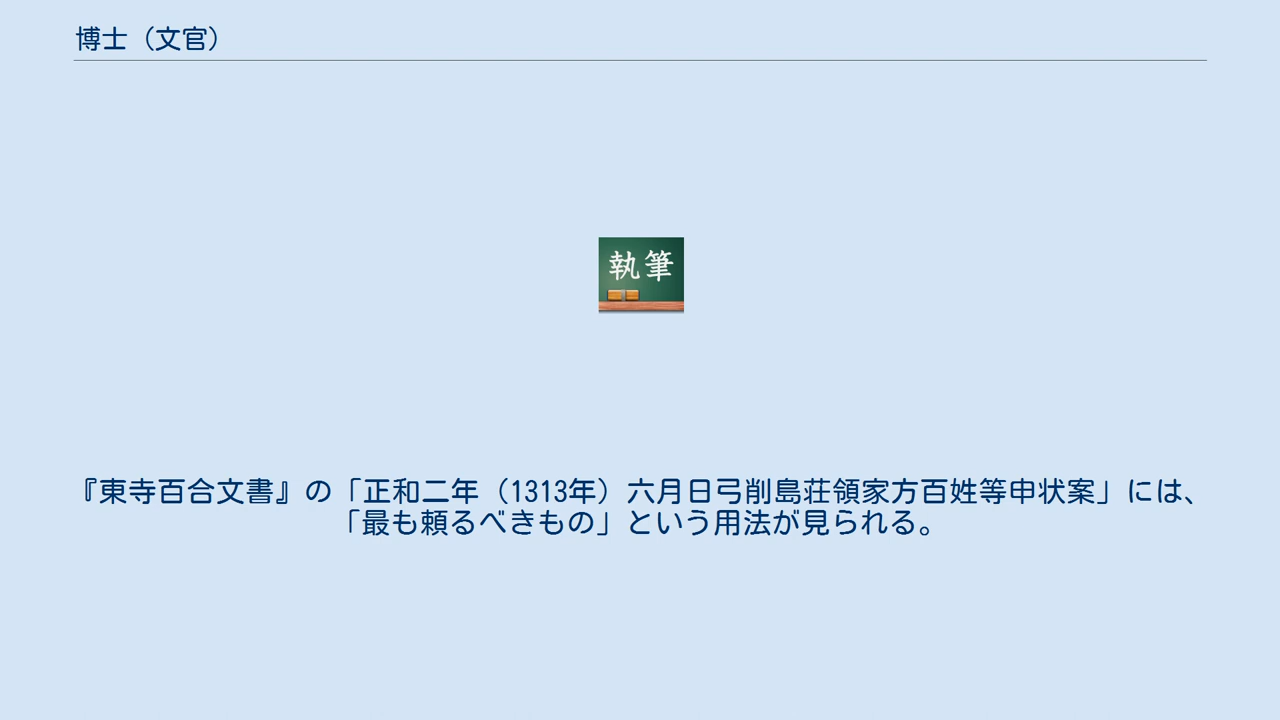 博士（文官）
執筆
『東寺百合文書』の「正和二年（1313年）六月日弓削島荘領家方百姓等申状案」には、
「最も頼るべきもの」という用法が見られる。